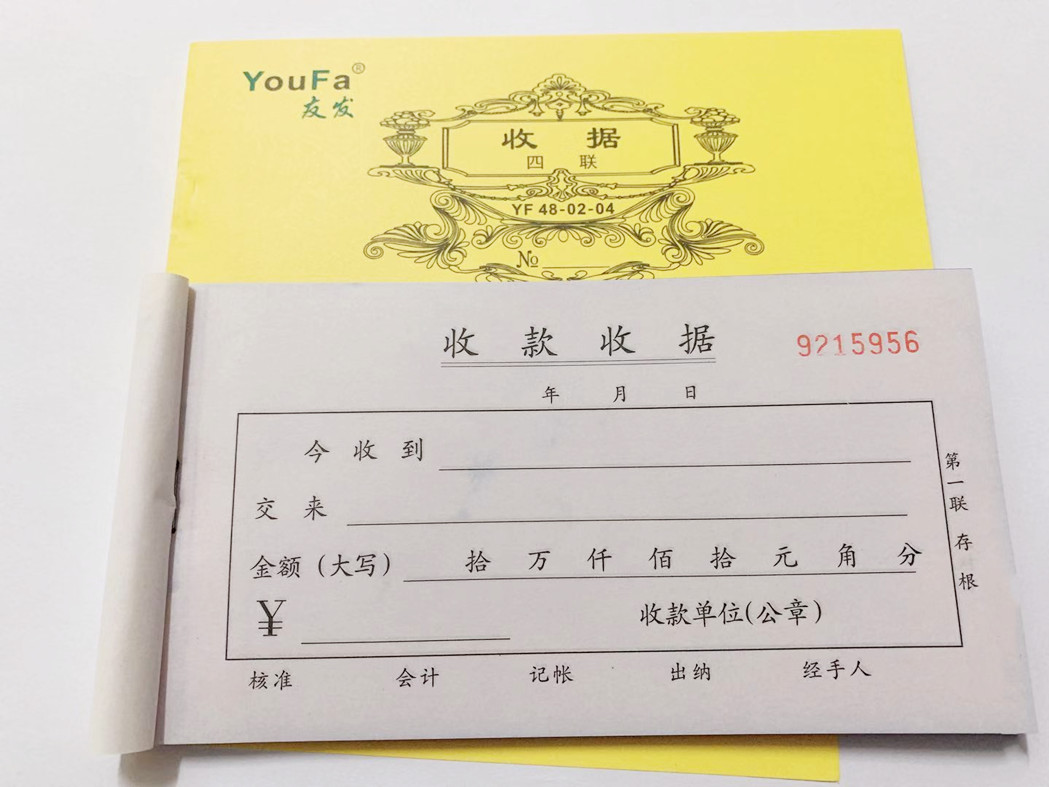 YouFa®
友发
收 据
四 联
YF 48-02-04
№
收 款 收 据
9215956
年 月 日
今 收 到
交 来
金额（大写） 拾 万 仟 佰 拾 元 角 分
¥
收款单位(公章)
第一联 存根
核准 会计 记帐 出纳 经手人